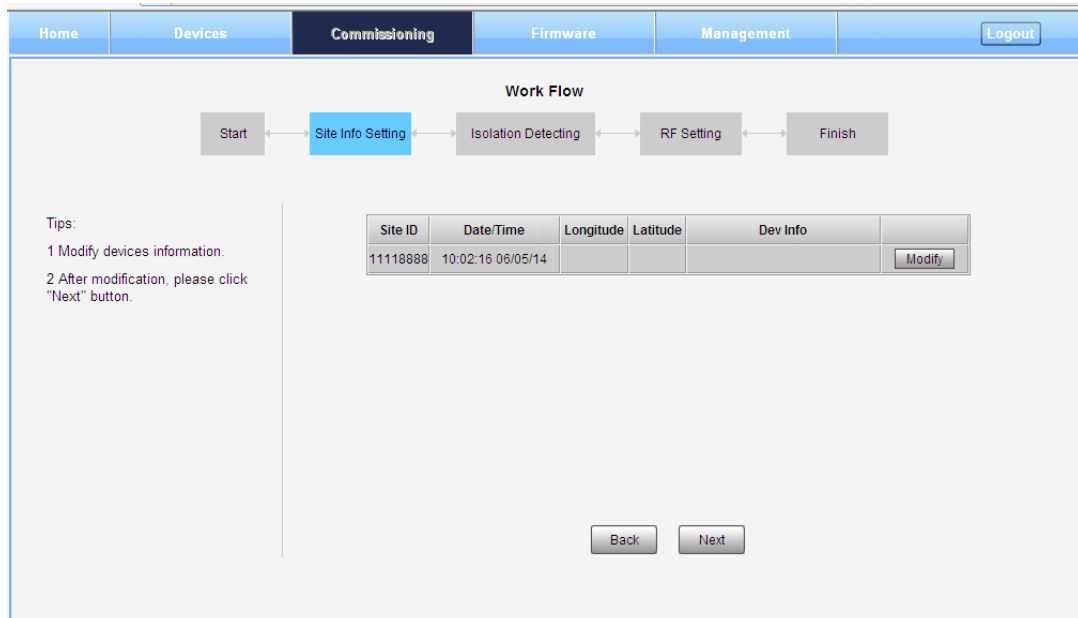 Home Devices Commissioning Firmware Management Logout
Work Flow
Start Site Info Setting Isolation Detecting RF Setting Finish
Tips:
1 Modify devices information.
2 After modification, please click
"Next" button.
Site ID Date/Time Longitude Latitude Dev Info
11118888 10:02:16 06/05/14 Modify
Back Next